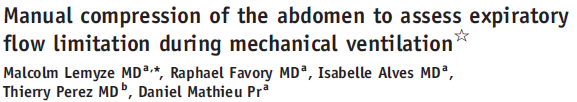 Manual compression of the abdomen to assess expiratory
flow limitation during mechanical ventilation☆
Malcolm Lemyze MDa,*, Raphael Favory MDa, Isabelle Alves MDa,
Thierry Perez MDb, Daniel Mathieu Pra